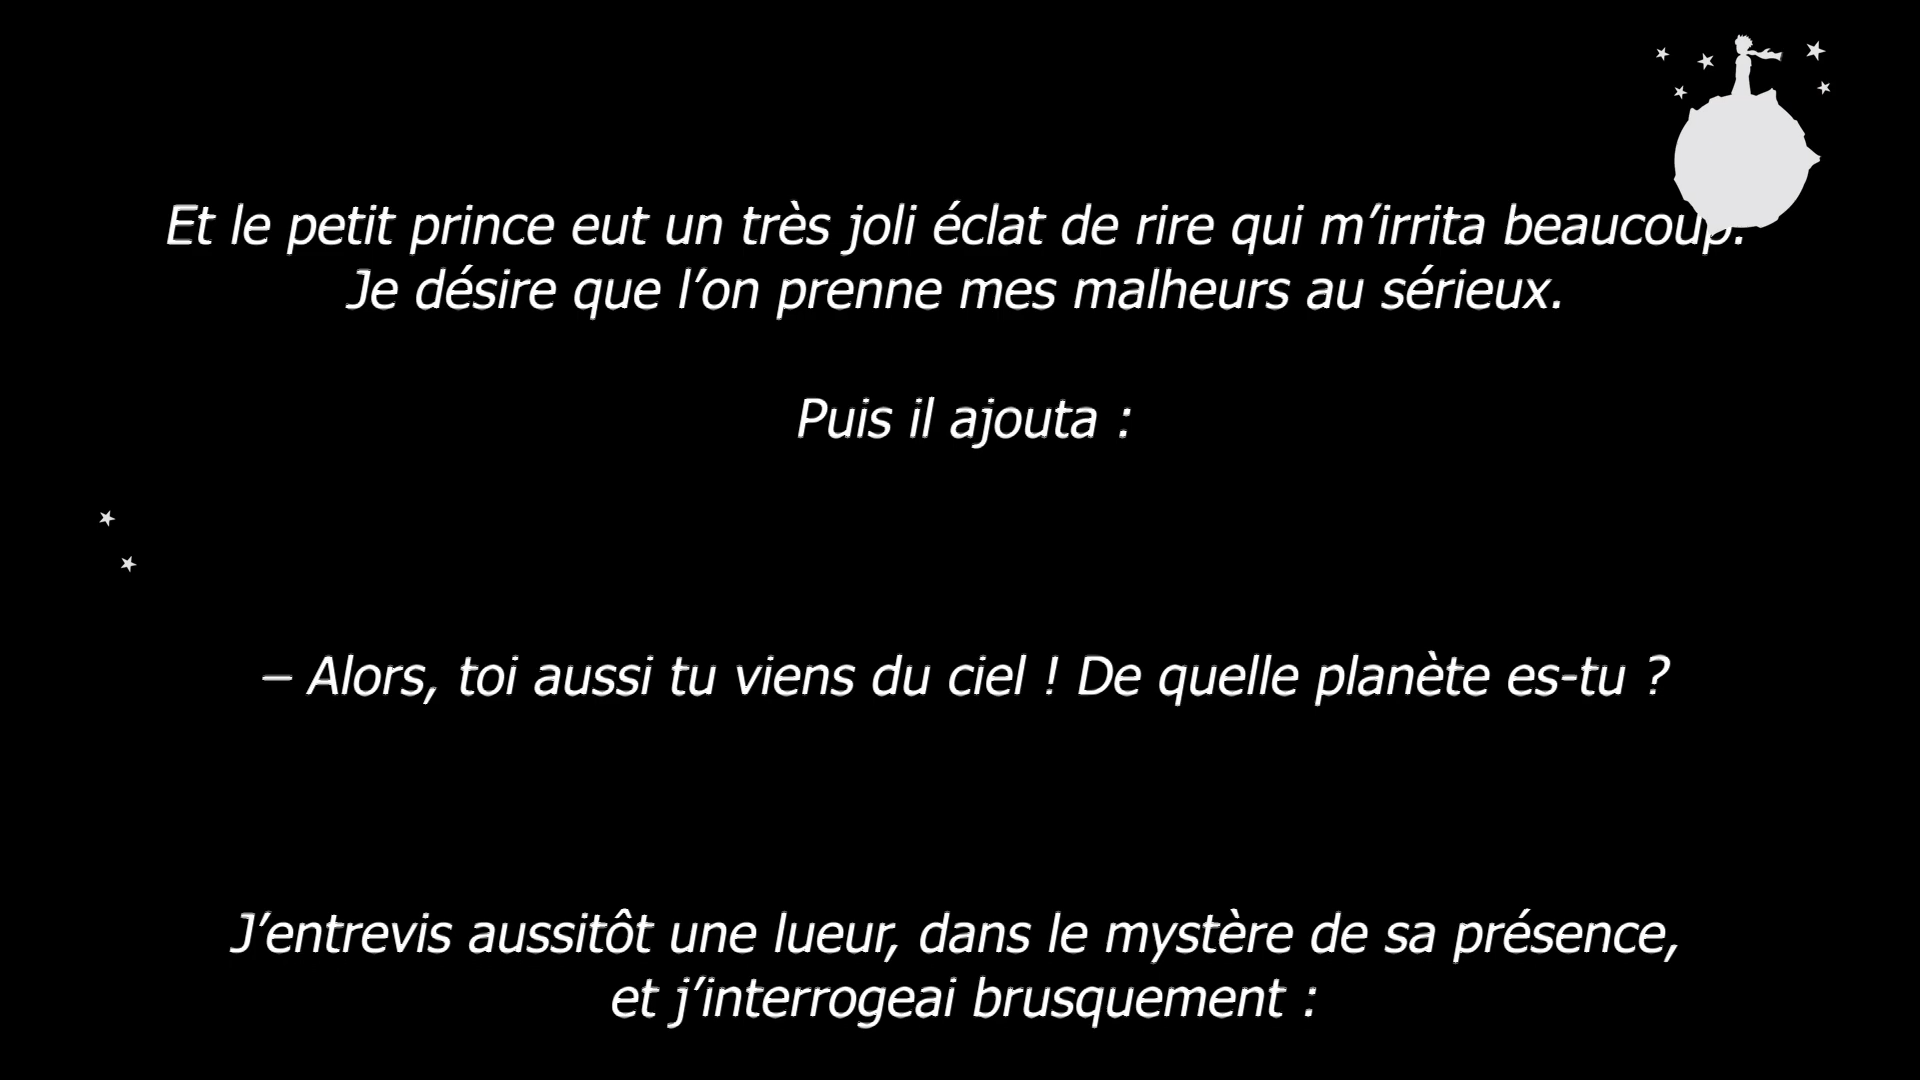 Et le petit prince eut un très joli éclat de rire qui m’irrita beaucoup.
Je désire que l’on prenne mes malheurs au sérieux.
Puis il ajouta :
– Alors, toi aussi tu viens du ciel ! De quelle planète es-tu ?
J’entrevis aussitôt une lueur, dans le mystère de sa présence,
et j’interrogeai brusquement :